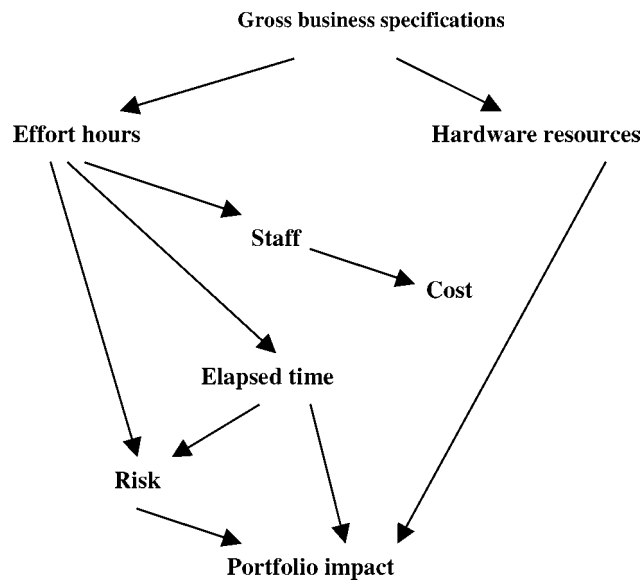 Gross business specifications
Effort hours
Hardware resources
Staff
Cost
Elapsed time
Risk
Portfolio impact